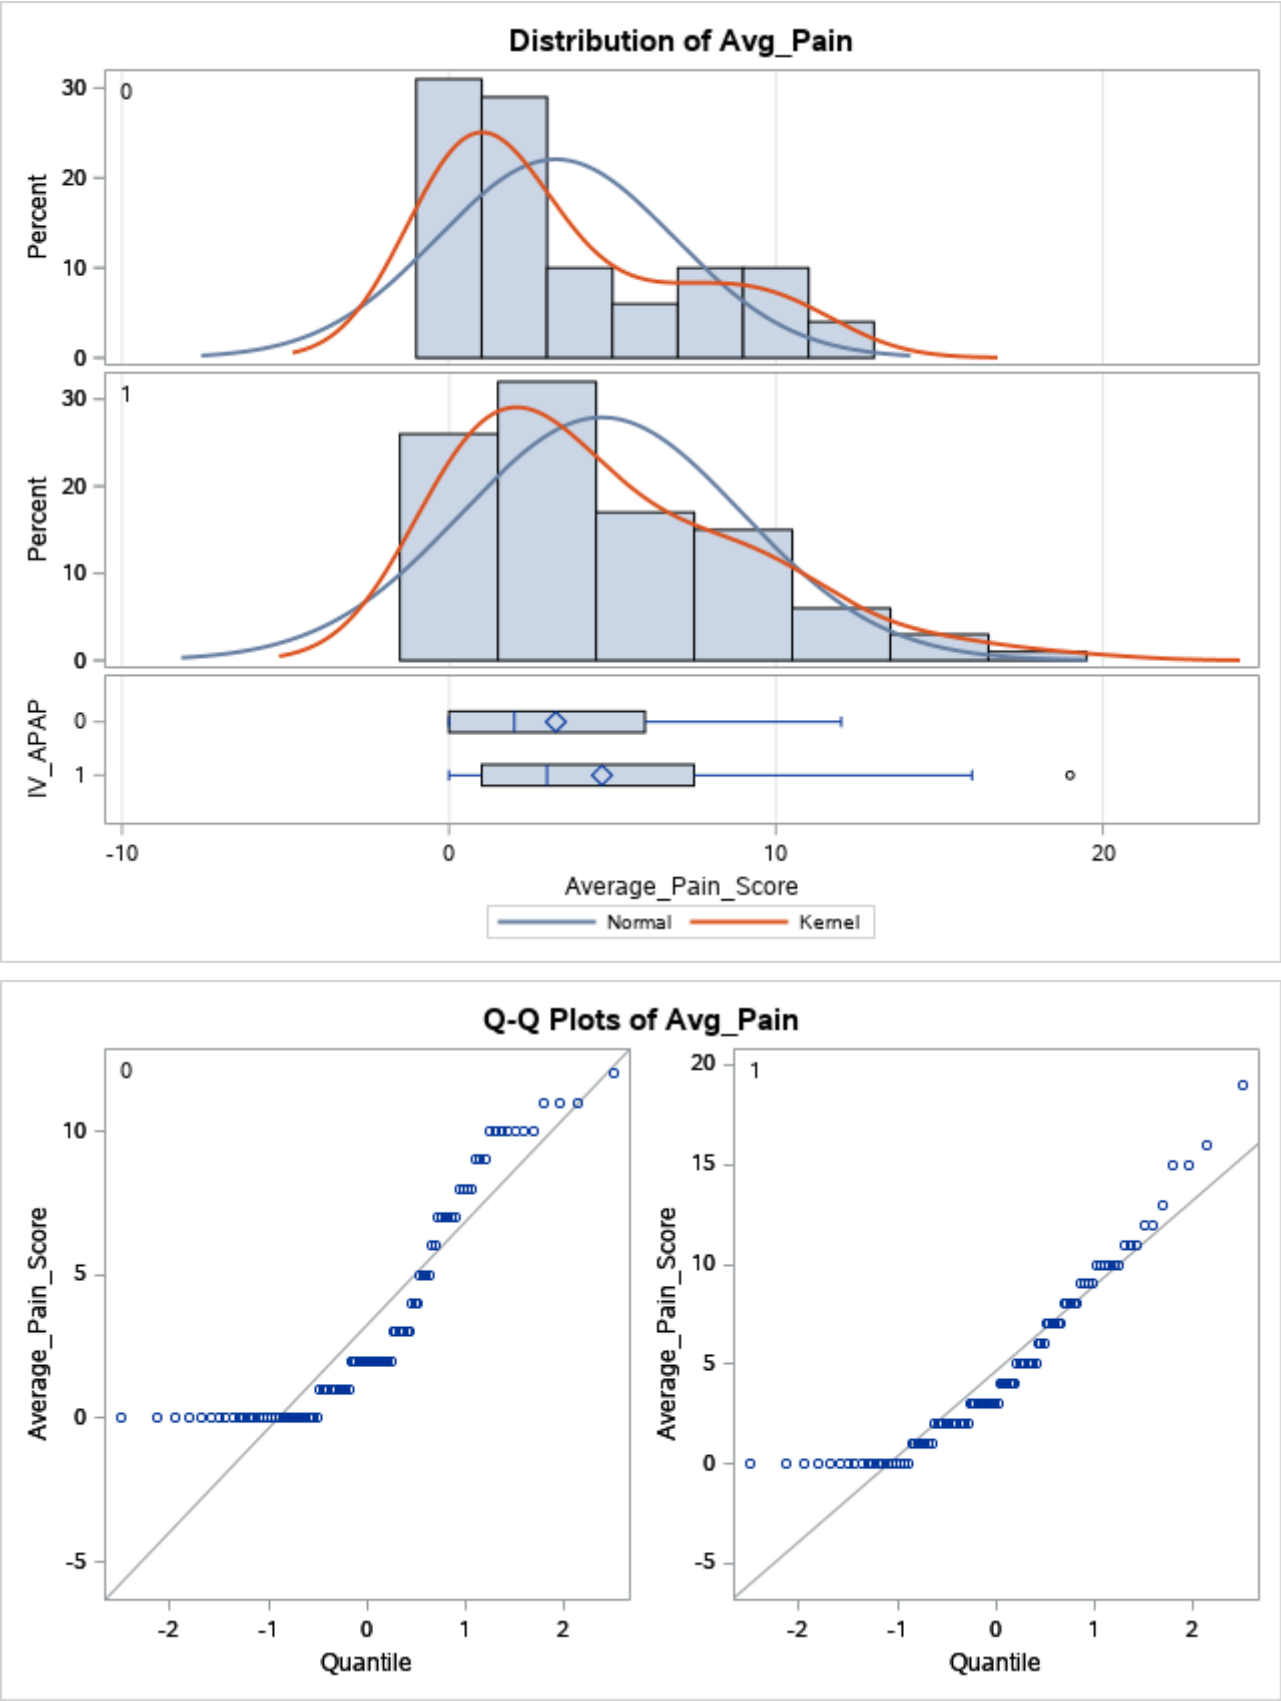 Distribution of Avg_Pain
30
0
20
10
0
Percent
30
1
20
10
0
Percent
IV_APAP
0
1
-10 0 10 20
Average_Pain_Score
Normal Kernel
Q-Q Plots of Avg_Pain
0
10
5
0
-5
Average_Pain_Score
-2 -1 0 1 2
Quantile
1
20
15
10
5
0
-5
Average_Pain_Score
-2 -1 0 1 2
Quantile